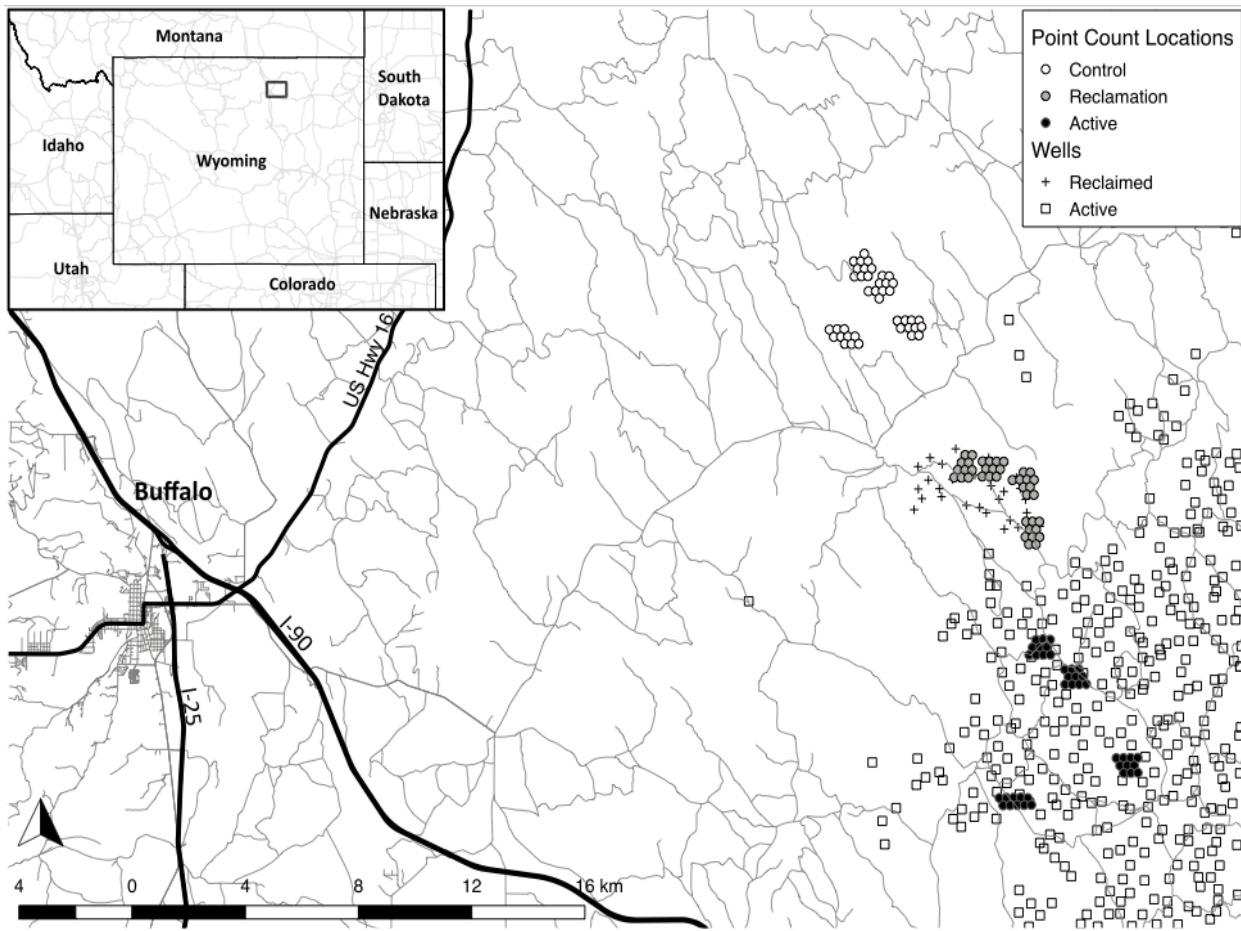 Montana
South
Dakota
Idaho
Wyoming
Nebraska
Utah
Colorado
Point Count Locations
Control
Reclamation
Active
Wells
Reclaimed
Active
US Hwy 16
Buffalo
I-90
I-25
4 0 4 8 12 16 km